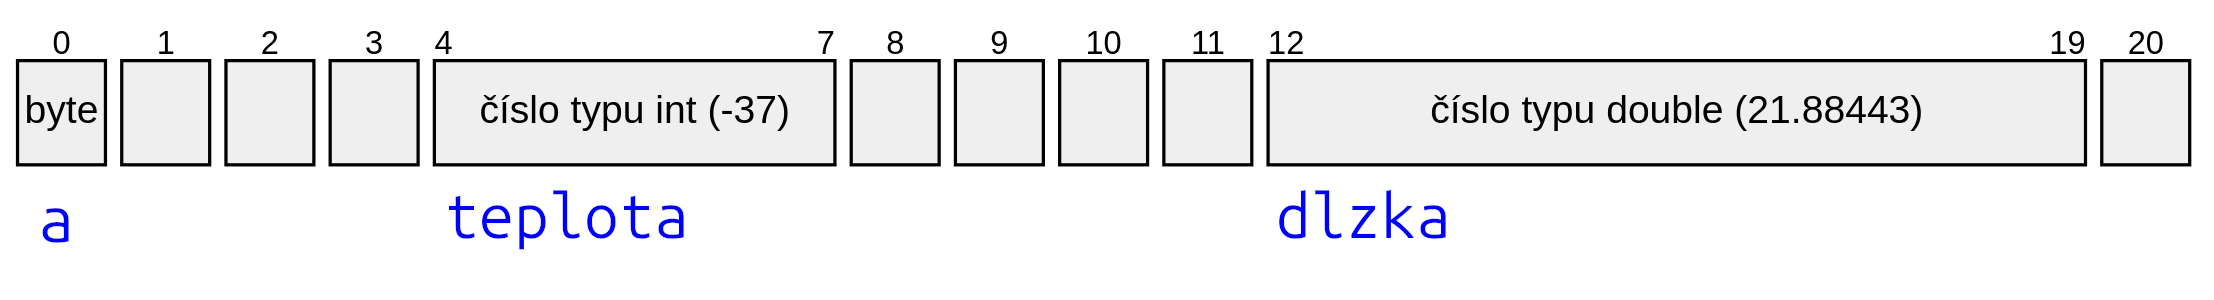 0 1 2 3 4 7 8 9 10 11 12 19 20
byte číslo typu int (-37) číslo typu double (21.88443)
a teplota dlzka